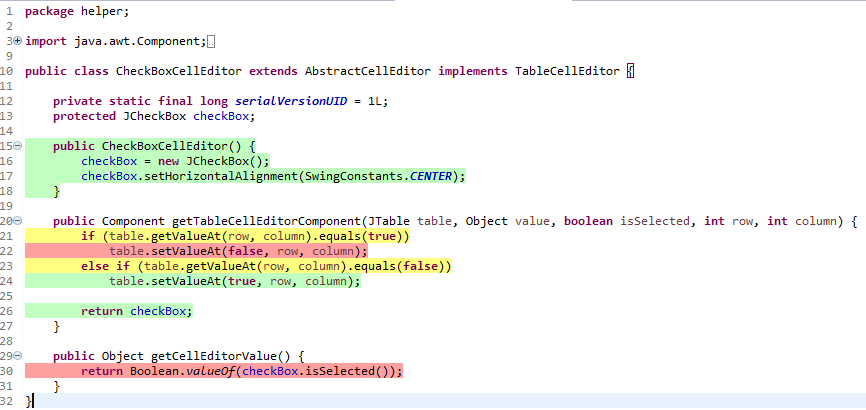 1 package helper;
2
3 import java.awt.Component;
9
10 public class CheckBoxCellEditor extends AbstractCellEditor implements TableCellEditor {
11
12 private static final long serialVersionUID = 1L;
13 protected JCheckBox checkBox;
14
15 public CheckBoxCellEditor() {
16 checkBox = new JCheckBox();
17 checkBox.setHorizontalAlignment(SwingConstants.CENTER);
18 }
19
20 public Component getTableCellEditorComponent(JTable table, Object value, boolean isSelected, int row, int column) {
21 if (table.getValueAt(row, column).equals(true))
22 table.setValueAt(false, row, column);
23 else if (table.getValueAt(row, column).equals(false))
24 table.setValueAt(true, row, column);
25
26 return checkBox;
27 }
28
29 public Object getCellEditorValue() {
30 return Boolean.valueOf(checkBox.isSelected());
31 }
32 }